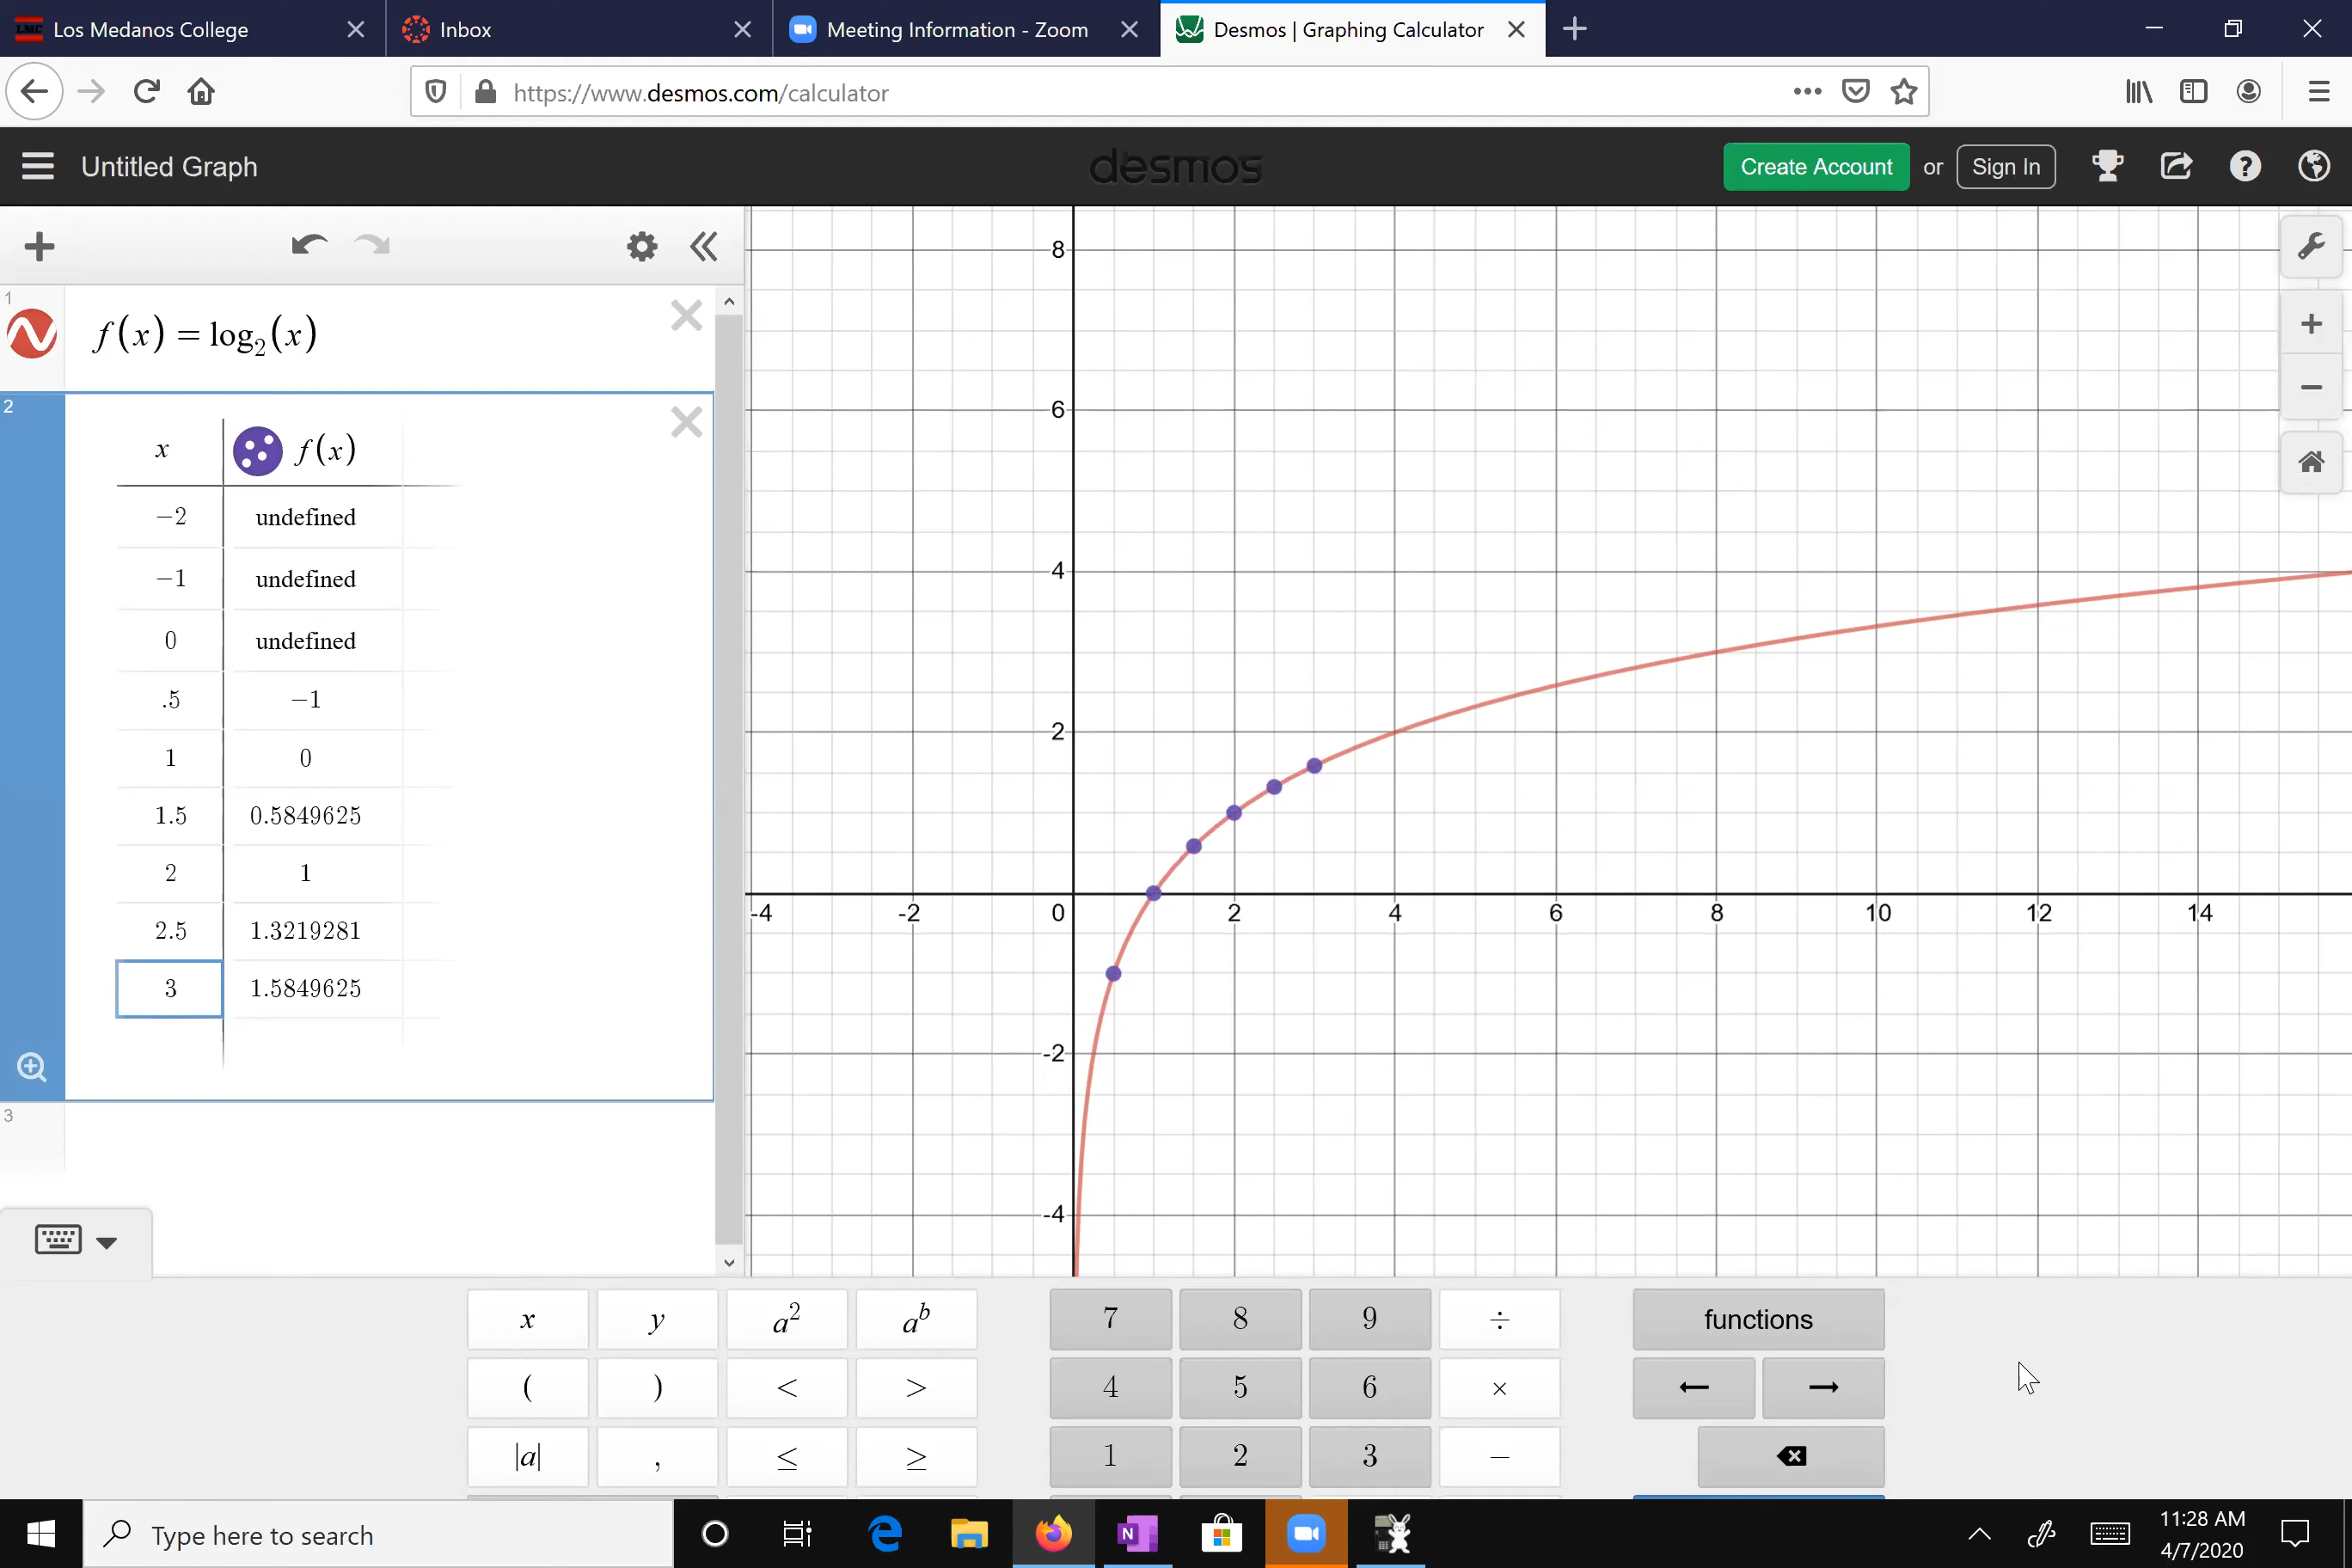 Los Medanos College
Inbox
Meeting Information - Zoom
Desmos | Graphing Calculator
https://www.desmos.com/calculator
Untitled Graph
desmos
Create Account or Sign In
1
f(x) = log₂(x)
2
x f(x)
−2 undefined
−1 undefined
0 undefined
.5 −1
1 0
1.5 0.5849625
2 1
2.5 1.3219281
3 1.5849625
3
8
6
4
2
-4 -2 0 2 4 6 8 10 12 14
-2
-4
x y a² aᵇ 7 8 9 ÷ functions
( ) < > 4 5 6 × ← →
|a| , ≤ ≥ 1 2 3 −
Type here to search
N
11:28 AM
4/7/2020